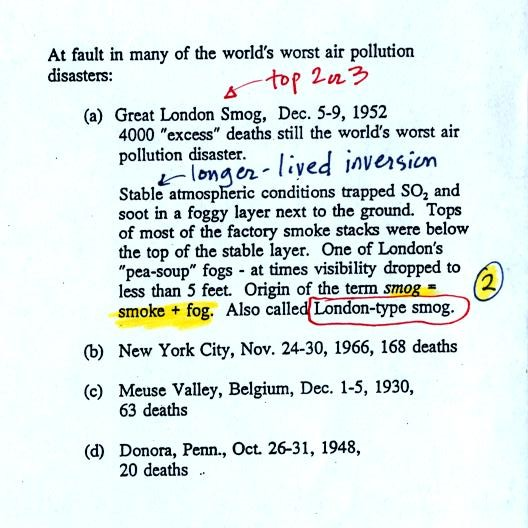 At fault in many of the world's worst air pollution
disasters:
top 2 or 3
(a) Great London Smog, Dec. 5-9, 1952
4000 "excess" deaths still the world's worst air
pollution disaster.
longer-lived inversion
Stable atmospheric conditions trapped SO₂ and
soot in a foggy layer next to the ground. Tops
of most of the factory smoke stacks were below
the top of the stable layer. One of London's
"pea-soup" fogs - at times visibility dropped to
less than 5 feet. Origin of the term smog =
2
smoke + fog. Also called London-type smog.
(b) New York City, Nov. 24-30, 1966, 168 deaths
(c) Meuse Valley, Belgium, Dec. 1-5, 1930,
63 deaths
(d) Donora, Penn., Oct. 26-31, 1948,
20 deaths ..